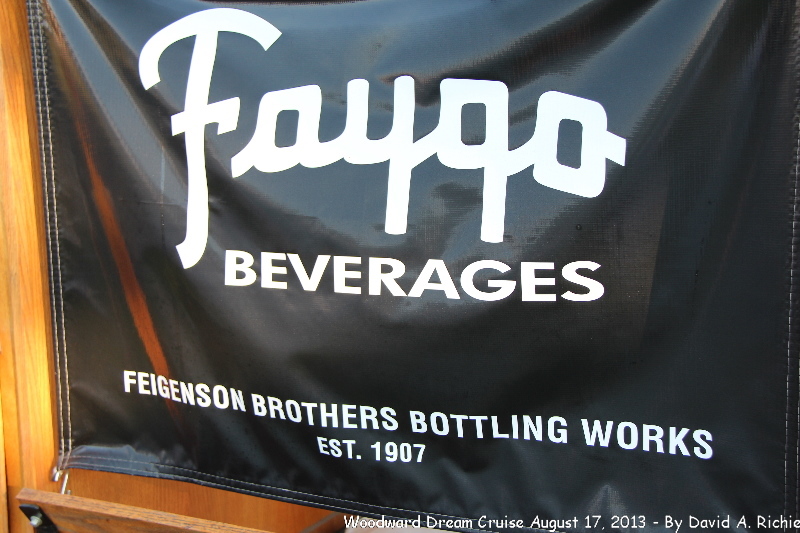 Faygo
BEVERAGES
FEIGENSON BROTHERS BOTTLING WORKS
EST. 1907
Woodward Dream Cruise August 17, 2013 - By David A. Richie